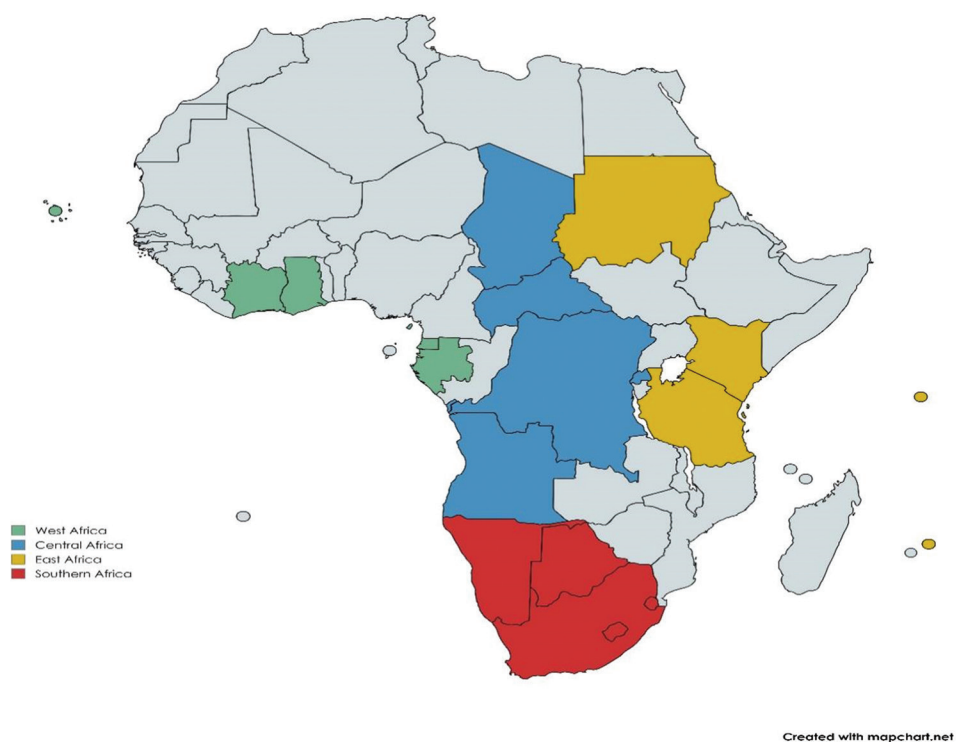 West Africa
Central Africa
East Africa
Southern Africa
Created with mapchart.net